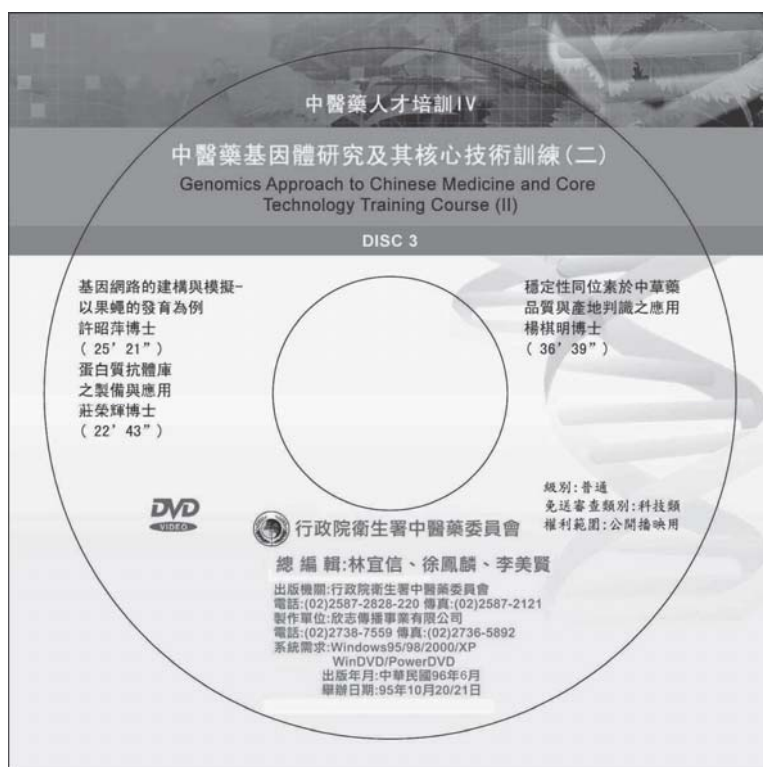 中醫藥人才培訓IV
中醫藥基因體研究及其核心技術訓練(二)
Genomics Approach to Chinese Medicine and Core
Technology Training Course (II)
DISC 3
基因網路的建構與模擬-
以果蠅的發育為例
許昭萍博士
( 25’ 21” )
蛋白質抗體庫
之製備與應用
莊榮輝博士
( 22’ 43” )
穩定性同位素於中草藥
品質與產地判識之應用
楊棋明博士
( 36’ 39” )
DVD
VIDEO
級別:普通
免送審查類別:科技類
權利範圍:公開播映用
行政院衛生署中醫藥委員會
總 編 輯:林宜信、徐鳳麟、李美賢
出版機關:行政院衛生署中醫藥委員會
電話:(02)2587-2828-220 傳真:(02)2587-2121
製作單位:欣志傳播事業有限公司
電話:(02)2738-7559 傳真:(02)2736-5892
系統需求:Windows95/98/2000/XP
WinDVD/PowerDVD
出版年月:中華民國96年6月
舉辦日期:95年10月20/21日